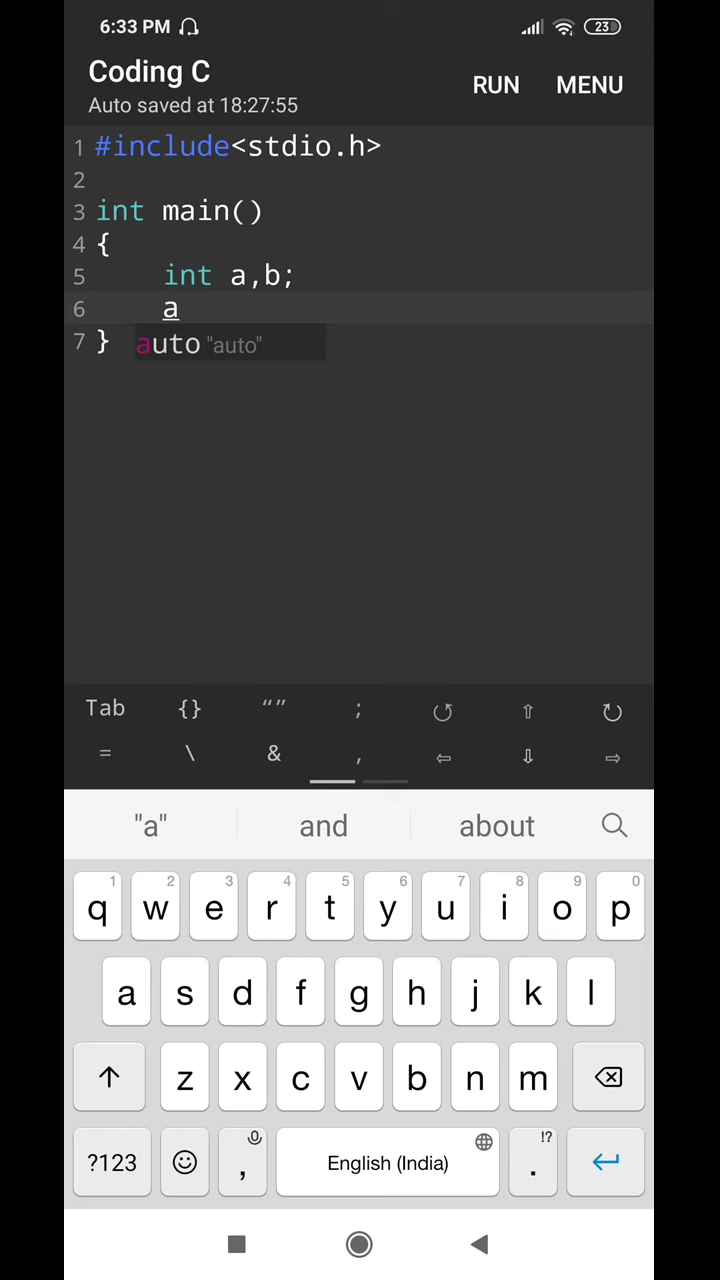 6:33 PM 23
Coding C
Auto saved at 18:27:55
RUN MENU
1 #include<stdio.h>
2
3 int main()
4 {
5 int a,b;
6 a
7 } auto "auto"
Tab {} “” ; ↺ ⇧ ↻
= \ & , ⇦ ⇩ ⇨
"a" and about
1 2 3 4 5 6 7 8 9 0
q w e r t y u i o p
a s d f g h j k l
z x c v b n m
!?
?123 , English (India) .